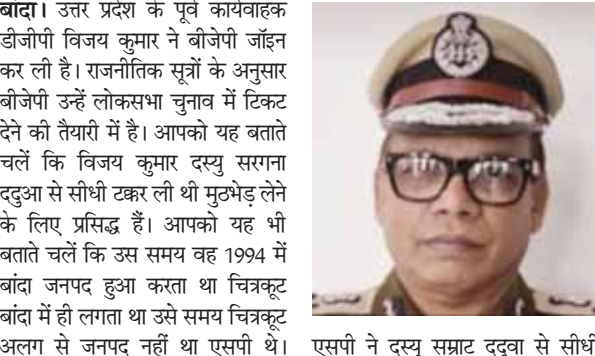 बांदा। उत्तर प्रदेश के पूर्व कार्यवाहक
डीजीपी विजय कुमार ने बीजेपी जॉइन
कर ली है। राजनीतिक सूत्रों के अनुसार
बीजेपी उन्हें लोकसभा चुनाव में टिकट
देने की तैयारी में है। आपको यह बताते
चलें कि विजय कुमार दस्यु सरगना
ददुआ से सीधी टक्कर ली थी मुठभेड़ लेने
के लिए प्रसिद्ध हैं। आपको यह भी
बताते चलें कि उस समय वह 1994 में
बांदा जनपद हुआ करता था चित्रकूट
बांदा में ही लगता था उसे समय चित्रकूट
अलग से जनपद नहीं था एसपी थे।
एसपी ने दस्यु सम्राट ददुवा से सीधी